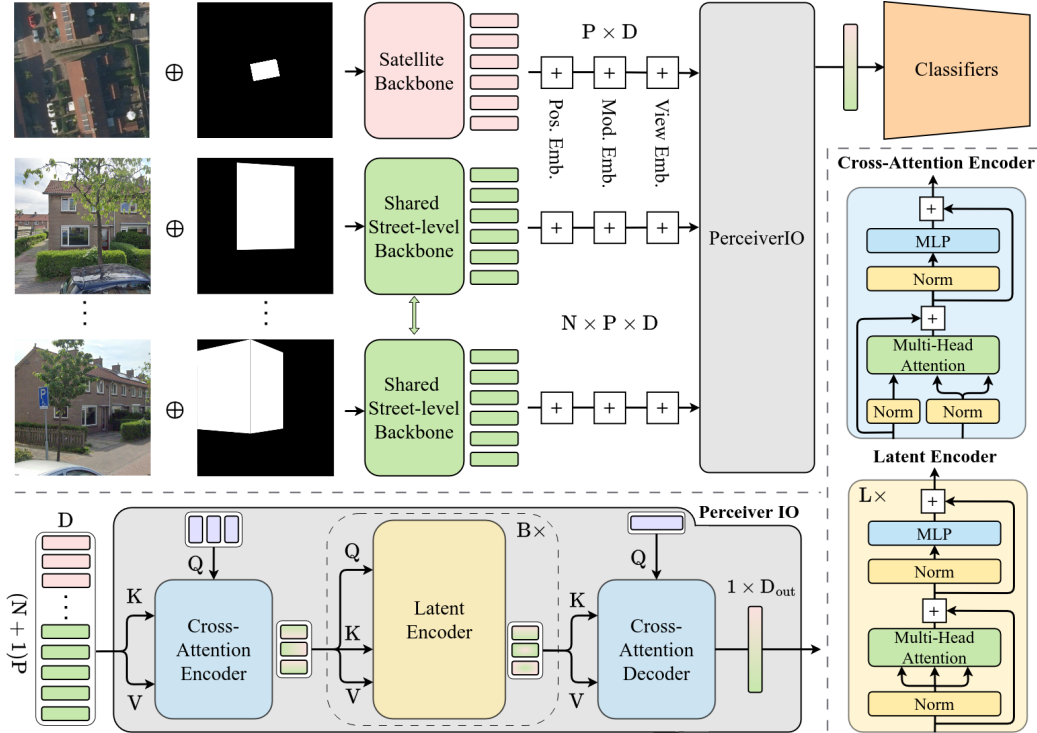 P × D
Satellite
Backbone
+
+
+
Pos. Emb.
Mod. Emb.
View Emb.
Classifiers
Shared
Street-level
Backbone
+
+
+
PerceiverIO
N × P × D
Shared
Street-level
Backbone
+
+
+
Cross-Attention Encoder
+
MLP
Norm
+
Multi-Head
Attention
Norm
Norm
Latent Encoder
L×
+
MLP
Norm
+
Multi-Head
Attention
Norm
Perceiver IO
D
(N + 1)P
Q
K
V
Cross-
Attention
Encoder
B×
Q
K
V
Latent
Encoder
Q
K
V
Cross-
Attention
Decoder
1 × Dout